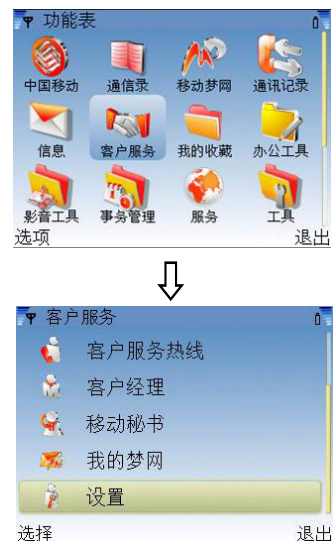 功能表
中国移动 通信录 移动梦网 通讯记录
信息 客户服务 我的收藏 办公工具
影音工具 事务管理 服务 工具
选项 退出
客户服务
客户服务热线
客户经理
移动秘书
我的梦网
设置
选择 退出